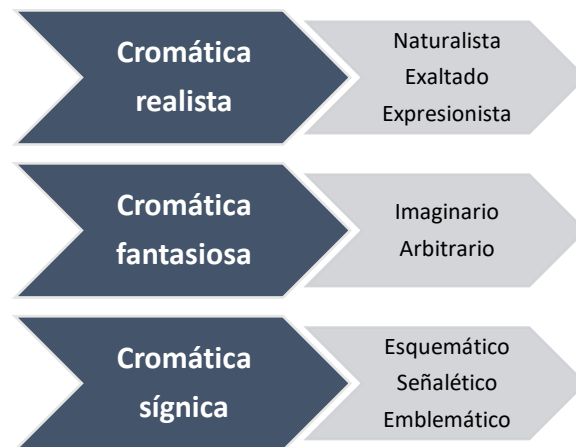 Cromática
realista
Naturalista
Exaltado
Expresionista
Cromática
fantasiosa
Imaginario
Arbitrario
Cromática
sígnica
Esquemático
Señalético
Emblemático